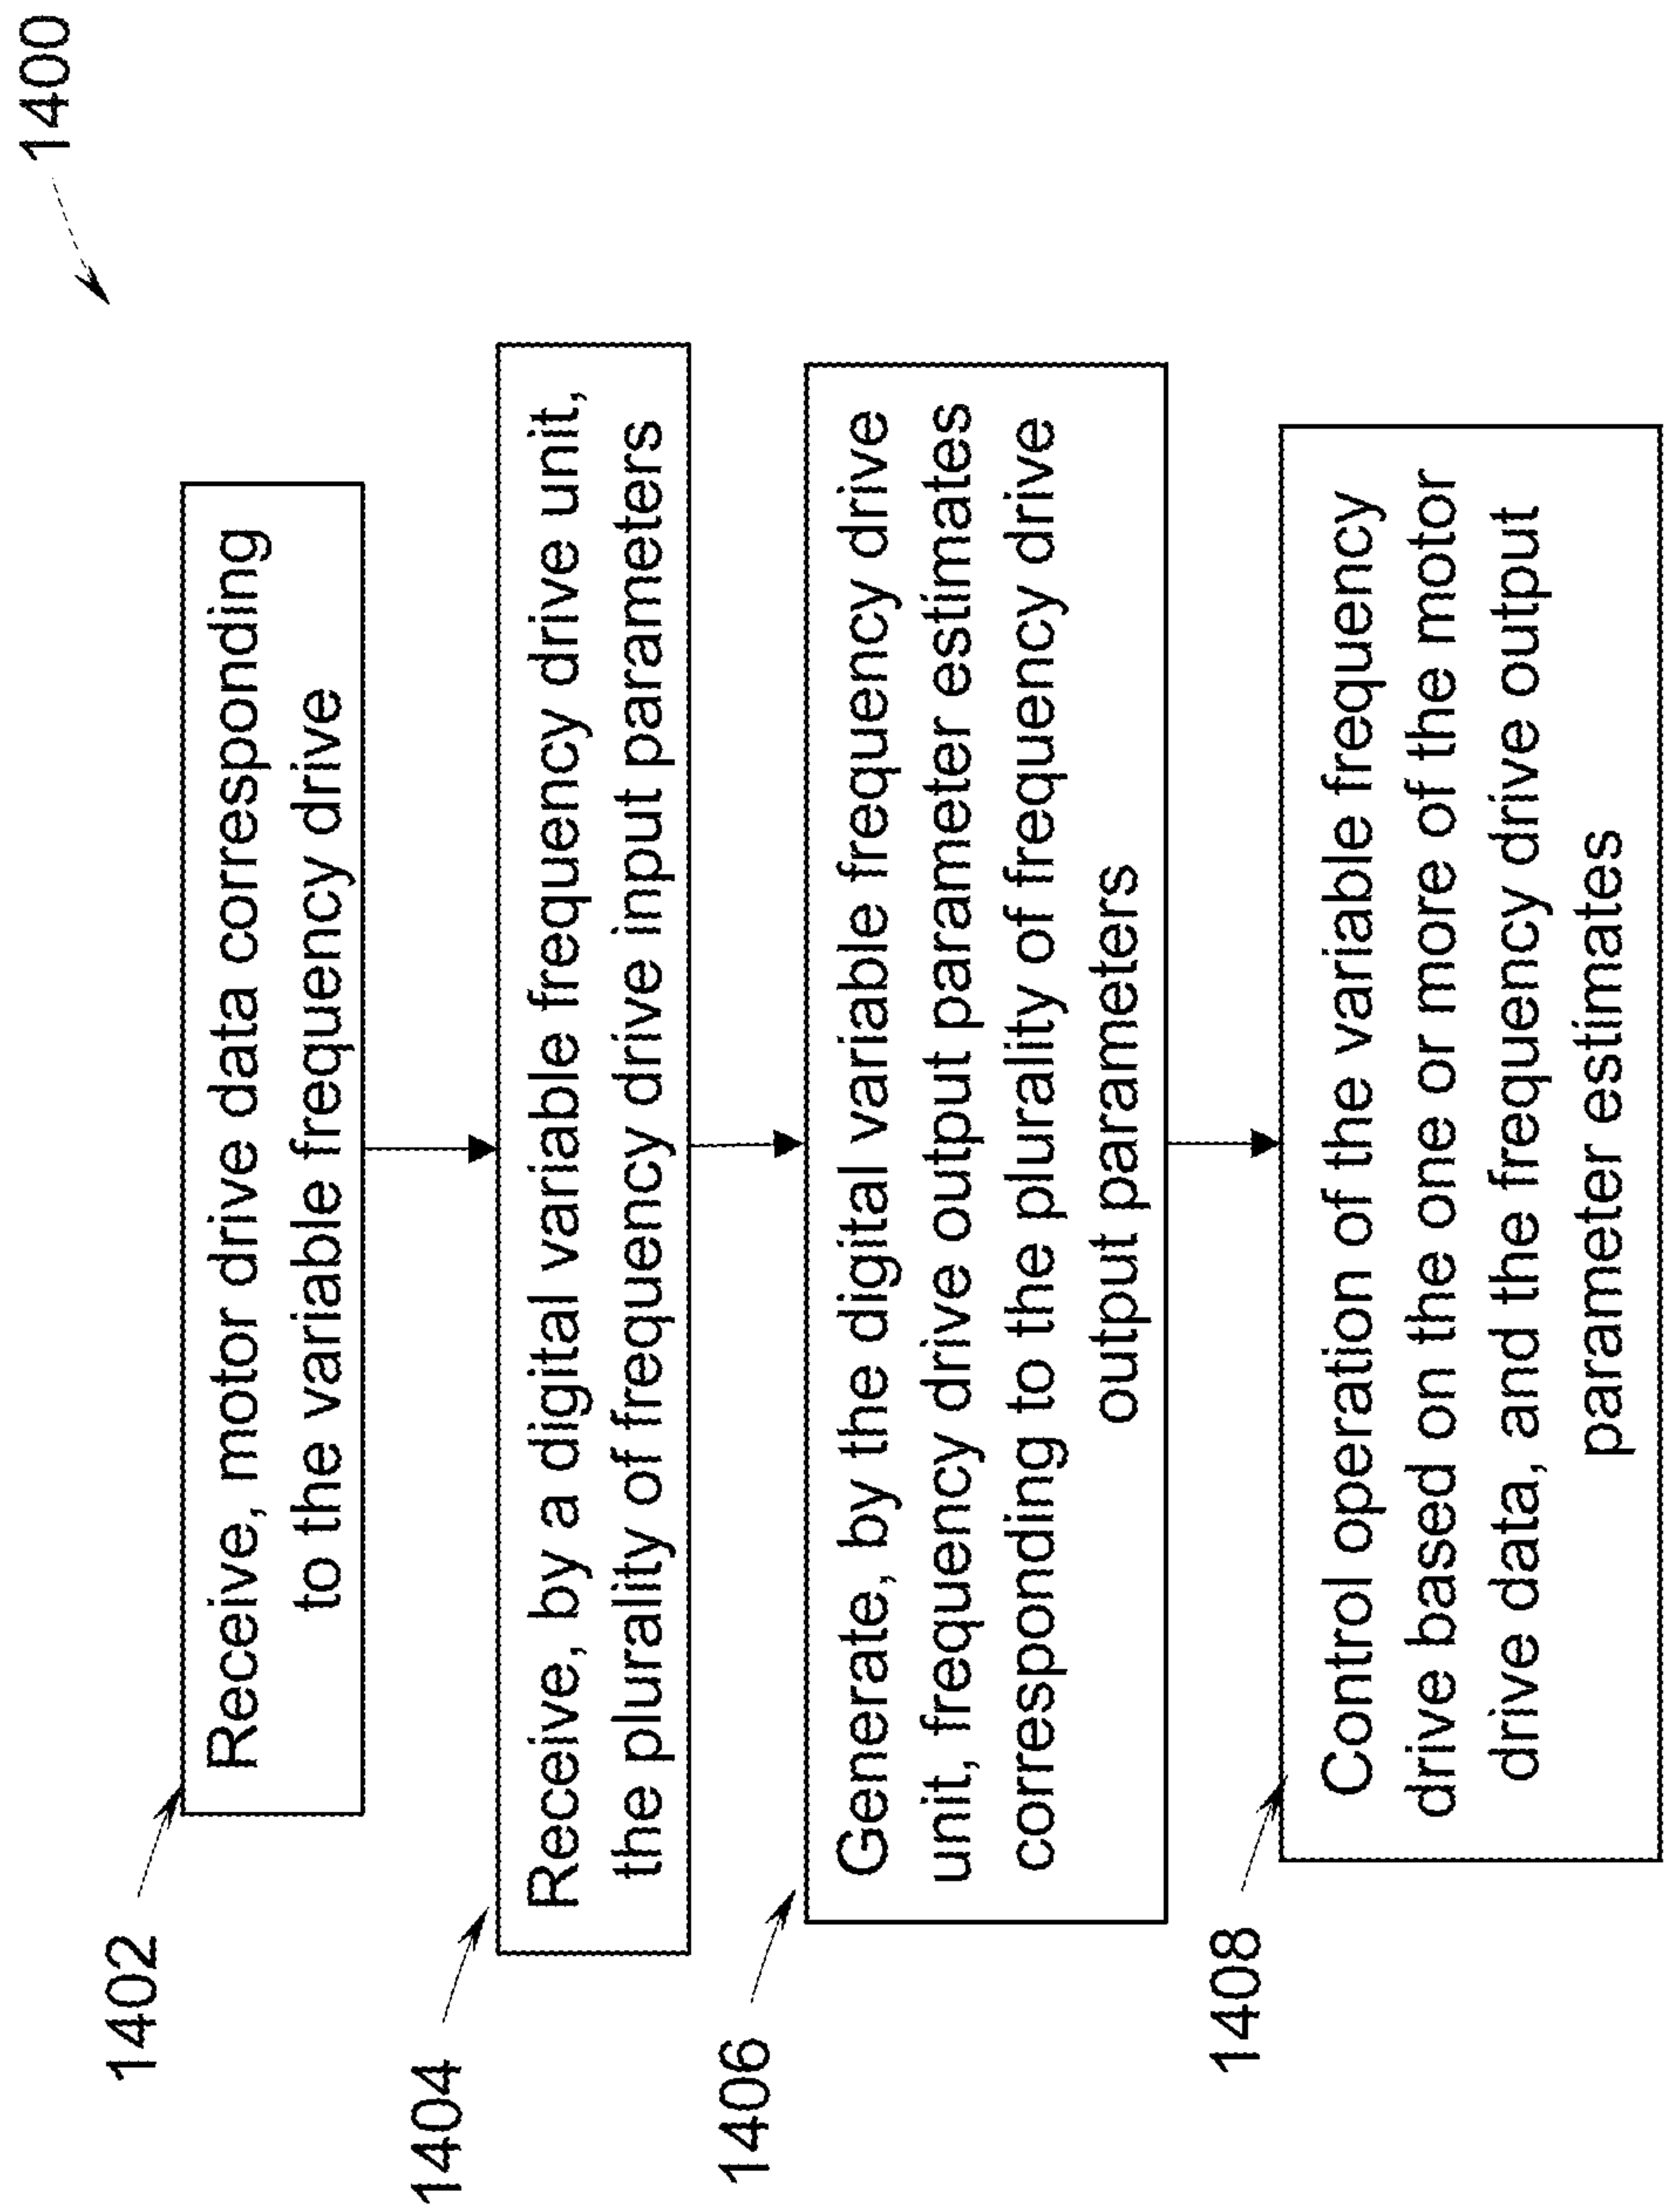 1400
1402
Receive, motor drive data corresponding
to the variable frequency drive
1404
Receive, by a digital variable frequency drive unit,
the plurality of frequency drive input parameters
1406
Generate, by the digital variable frequency drive
unit, frequency drive output parameter estimates
corresponding to the plurality of frequency drive
output parameters
1408
Control operation of the variable frequency
drive based on the one or more of the motor
drive data, and the frequency drive output
parameter estimates